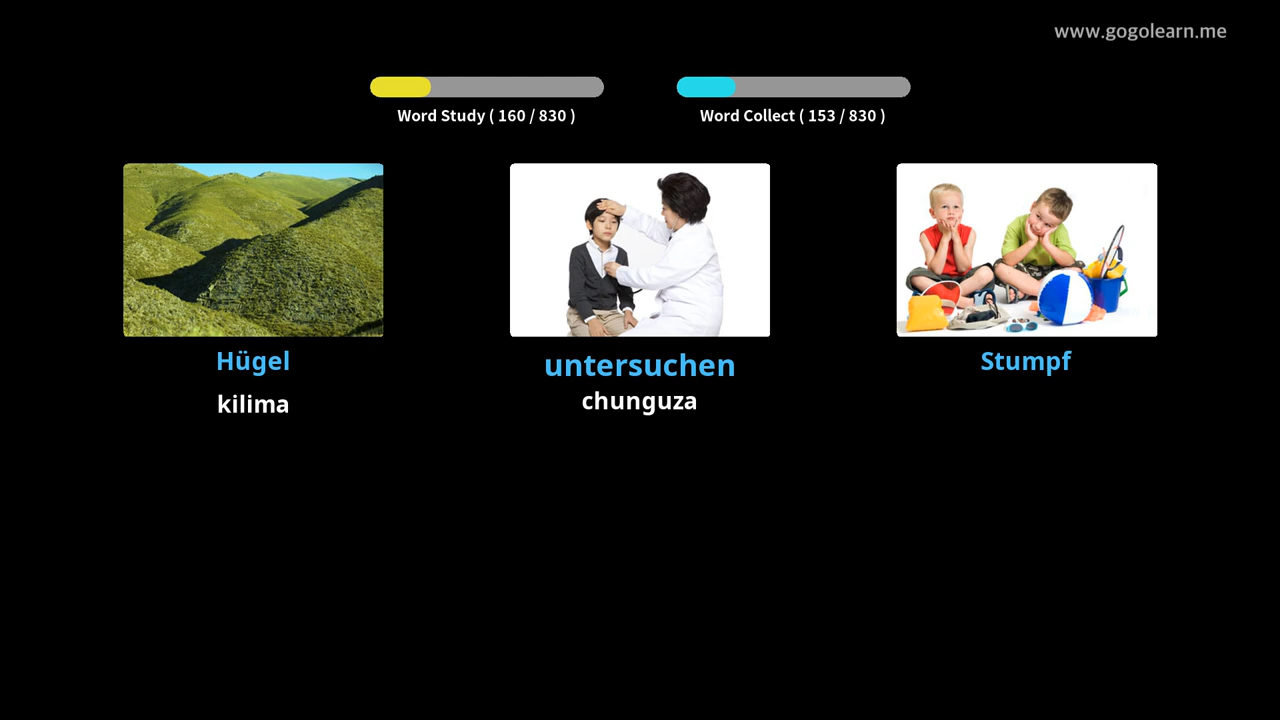 www.gogolearn.me
Word Study ( 160 / 830 )
Word Collect ( 153 / 830 )
Hügel
kilima
untersuchen
chunguza
Stumpf